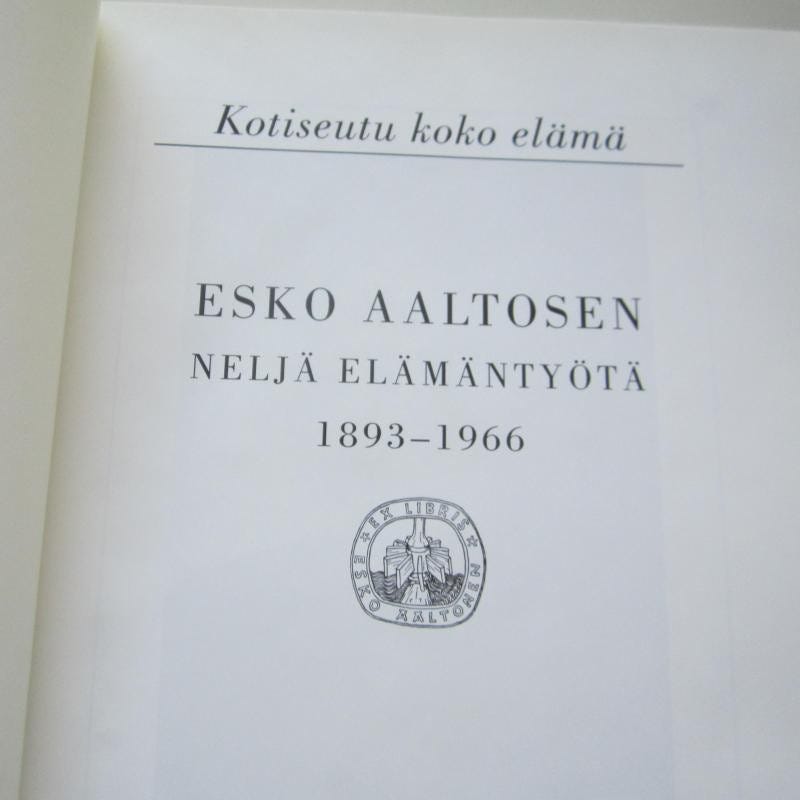 Kotiseutu koko elämä
ESKO AALTOSEN
NELJÄ ELÄMÄNTYÖTÄ
1893–1966
EX LIBRIS
ESKO AALTONEN